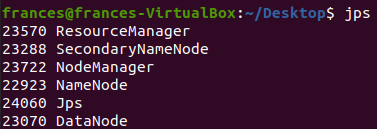 frances@frances-VirtualBox:~/Desktop$ jps
23570 ResourceManager
23288 SecondaryNameNode
23722 NodeManager
22923 NameNode
24060 Jps
23070 DataNode